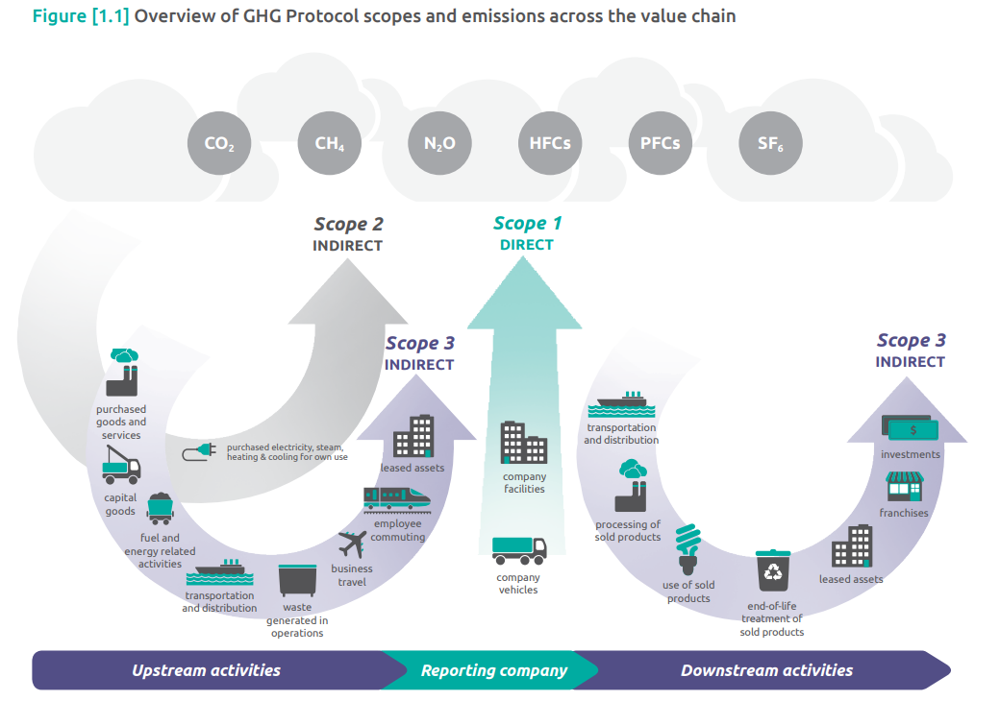 Figure [1.1] Overview of GHG Protocol scopes and emissions across the value chain
CO₂
CH₄
N₂O
HFCs
PFCs
SF₆
Scope 2
INDIRECT
Scope 1
DIRECT
Scope 3
INDIRECT
Scope 3
INDIRECT
purchased
goods and
services
capital
goods
fuel and
energy related
activities
transportation
and distribution
waste
generated in
operations
business
travel
employee
commuting
leased assets
purchased electricity, steam,
heating & cooling for own use
company
facilities
company
vehicles
transportation
and distribution
processing of
sold products
use of sold
products
end-of-life
treatment of
sold products
leased assets
franchises
$
investments
Upstream activities
Reporting company
Downstream activities